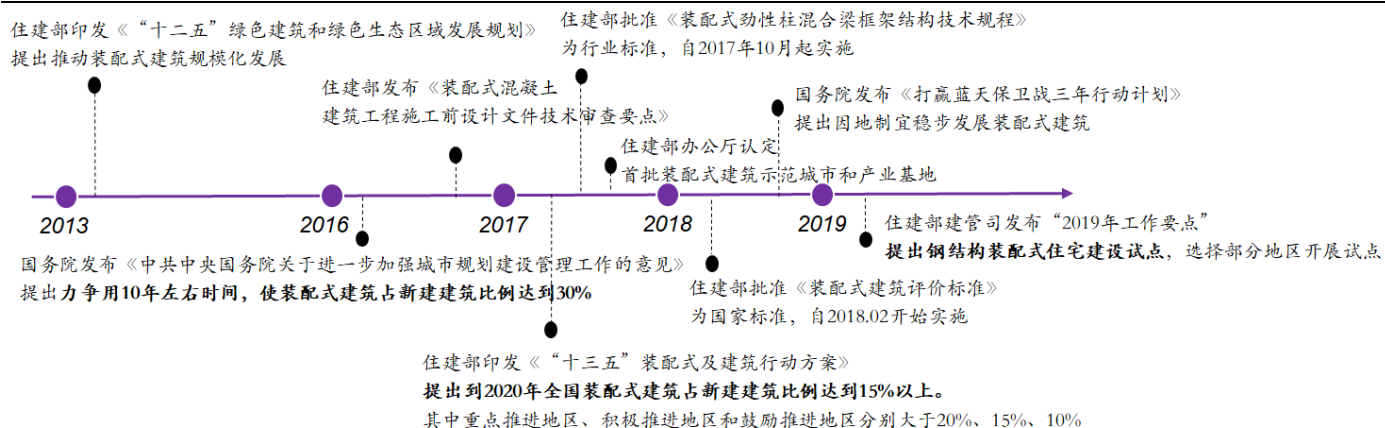 住建部印发《“十二五”绿色建筑和绿色生态区域发展规划》
提出推动装配式建筑规模化发展
住建部发布《装配式混凝土
建筑工程施工前设计文件技术审查要点》
住建部批准《装配式劲性柱混合梁框架结构技术规程》
为行业标准，自2017年10月起实施
住建部办公厅认定
首批装配式建筑示范城市和产业基地
国务院发布《打赢蓝天保卫战三年行动计划》
提出因地制宜稳步发展装配式建筑
2013
2016
2017
2018
2019
国务院发布《中共中央国务院关于进一步加强城市规划建设管理工作的意见》
提出力争用10年左右时间，使装配式建筑占新建建筑比例达到30%
住建部印发《“十三五”装配式及建筑行动方案》
提出到2020年全国装配式建筑占新建建筑比例达到15%以上。
其中重点推进地区、积极推进地区和鼓励推进地区分别大于20%、15%、10%
住建部批准《装配式建筑评价标准》
为国家标准，自2018.02开始实施
住建部建管司发布“2019年工作要点”
提出钢结构装配式住宅建设试点，选择部分地区开展试点